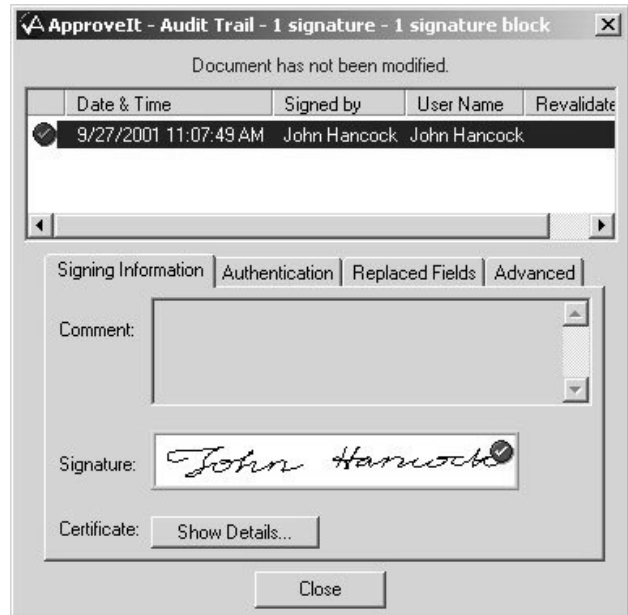 ApproveIt - Audit Trail - 1 signature - 1 signature block
Document has not been modified.
Date & Time Signed by User Name Revalidate
9/27/2001 11:07:49 AM John Hancock John Hancock
Signing Information Authentication Replaced Fields Advanced
Comment:
Signature: John Hancock
Certificate: Show Details...
Close